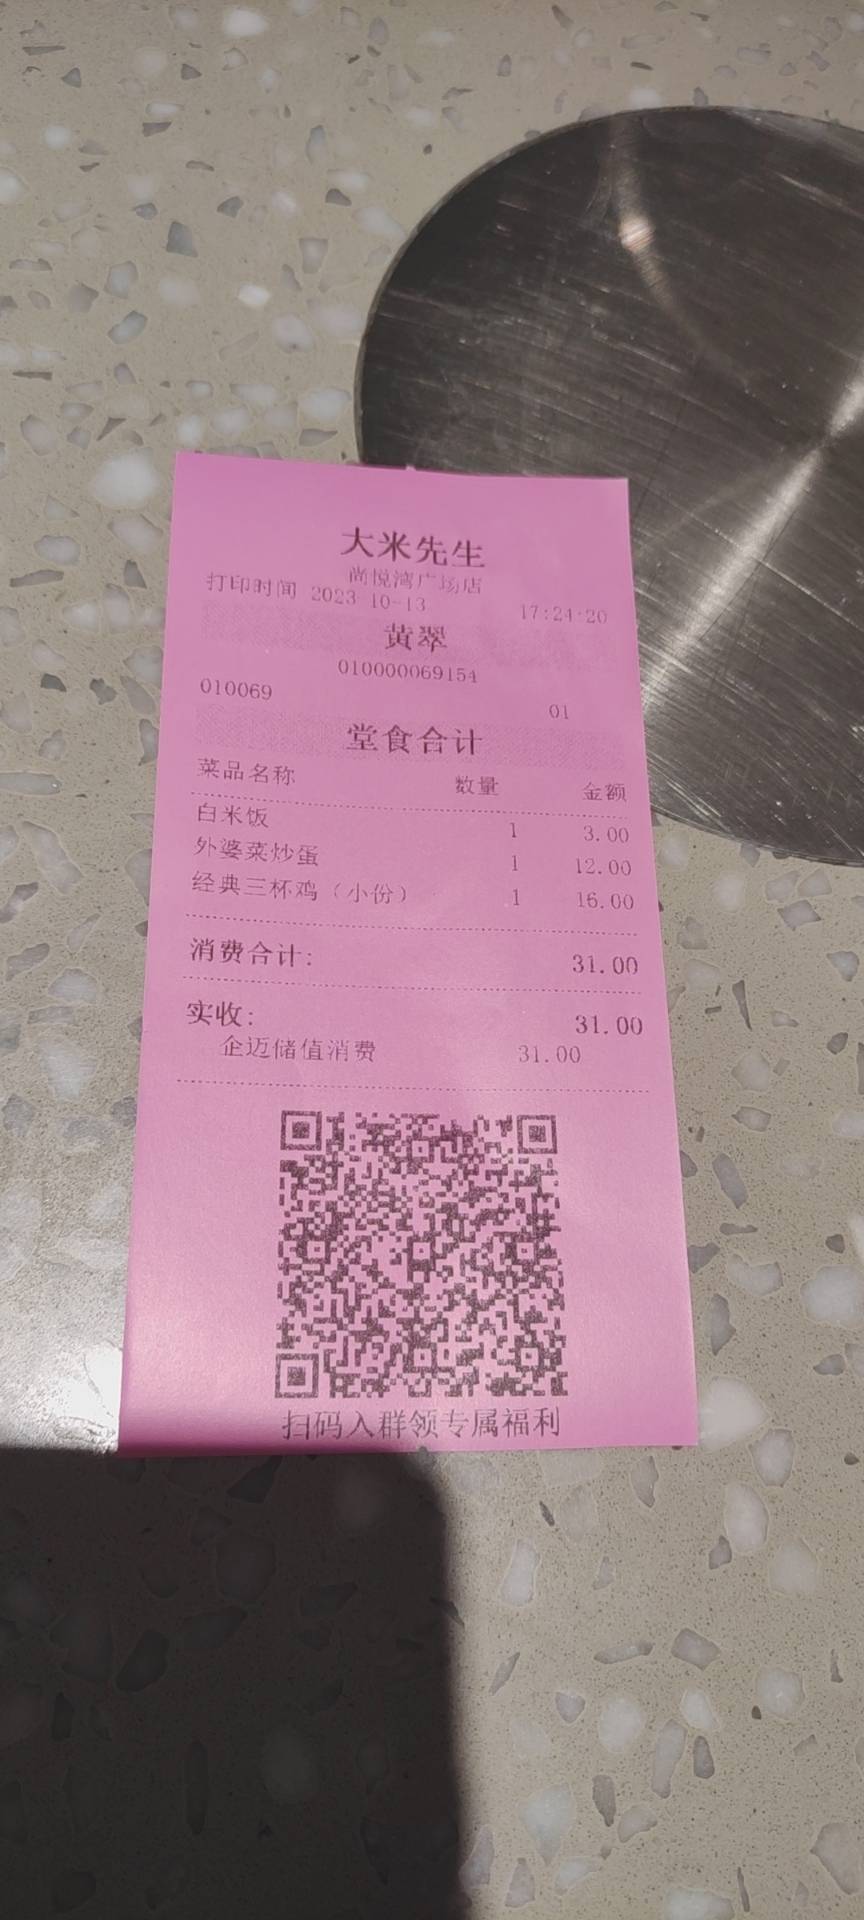 大米先生
尚悦湾广场店
打印时间 2023-10-13 17:24:20
黄翠
010000069154
010069 01
堂食合计
菜品名称 数量 金额
白米饭 1 3.00
外婆菜炒蛋 1 12.00
经典三杯鸡（小份） 1 16.00
消费合计: 31.00
实收: 31.00
企迈储值消费 31.00
扫码入群领专属福利